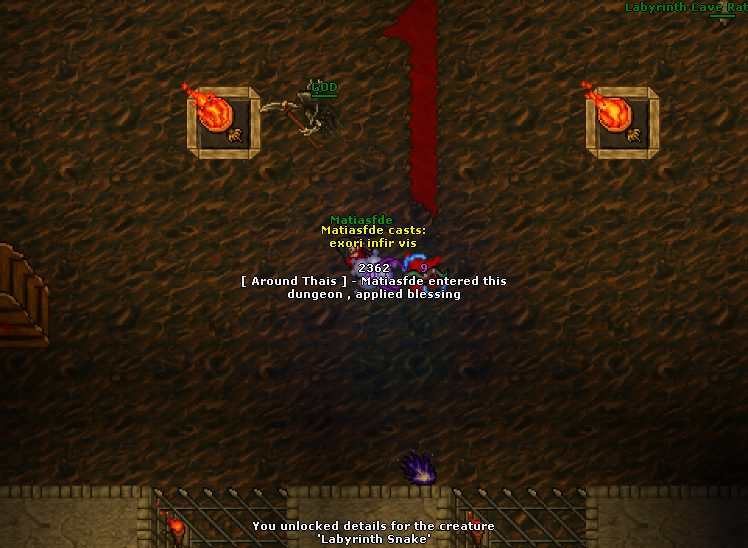 Labyrinth Cave Rat
GOD
Matiasfde
Matiasfde casts:
exori infir vis
2362
9
[ Around Thais ] - Matiasfde entered this
dungeon , applied blessing
You unlocked details for the creature
'Labyrinth Snake'